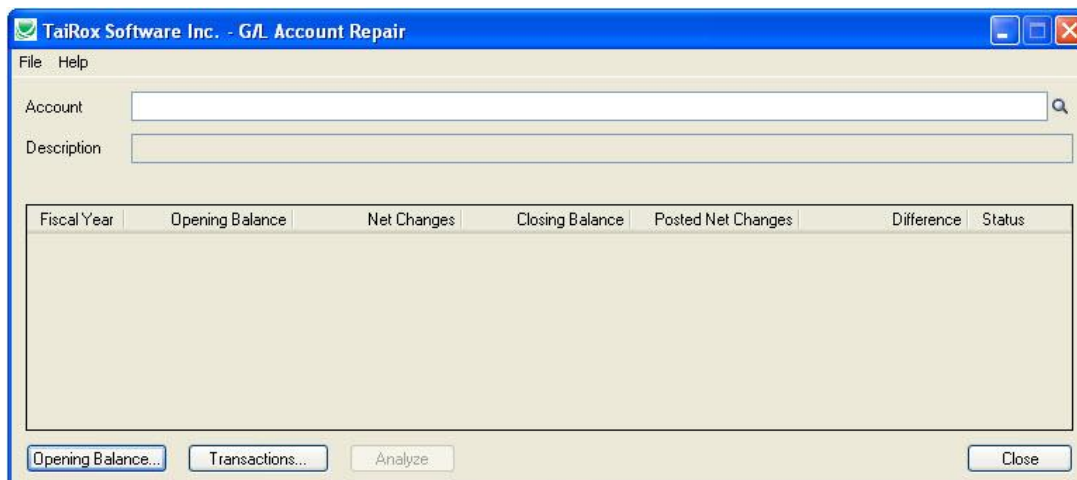 TaiRox Software Inc. - G/L Account Repair
File Help
Account
Description
Fiscal Year Opening Balance Net Changes Closing Balance Posted Net Changes Difference Status
Opening Balance... Transactions... Analyze Close